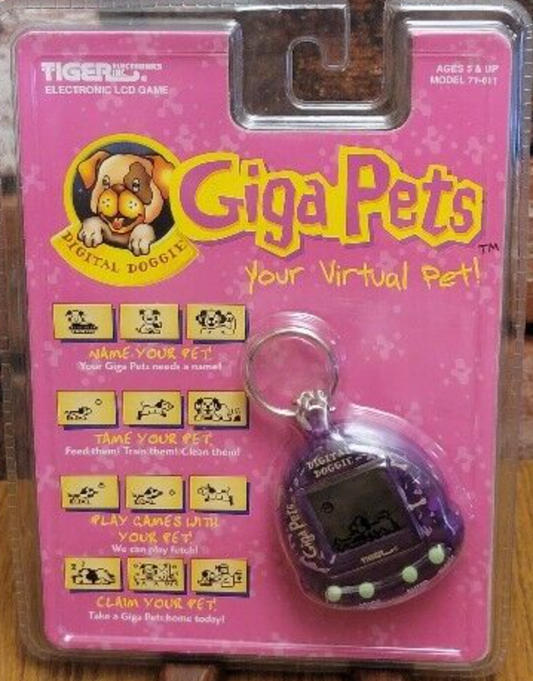 TIGER ELECTRONICS INC.
ELECTRONIC LCD GAME
AGES 5 & UP
MODEL 71-011
DIGITAL DOGGIE
Giga Pets™
Your Virtual Pet!
NAME YOUR PET!
Your Giga Pets needs a name!
TAME YOUR PET
Feed them! Train them! Clean them!
PLAY GAMES WITH
YOUR PET!
We can play fetch!
CLAIM YOUR PET!
Take a Giga Pets home today!
DIGITAL
DOGGIE
Giga Pets
TIGER